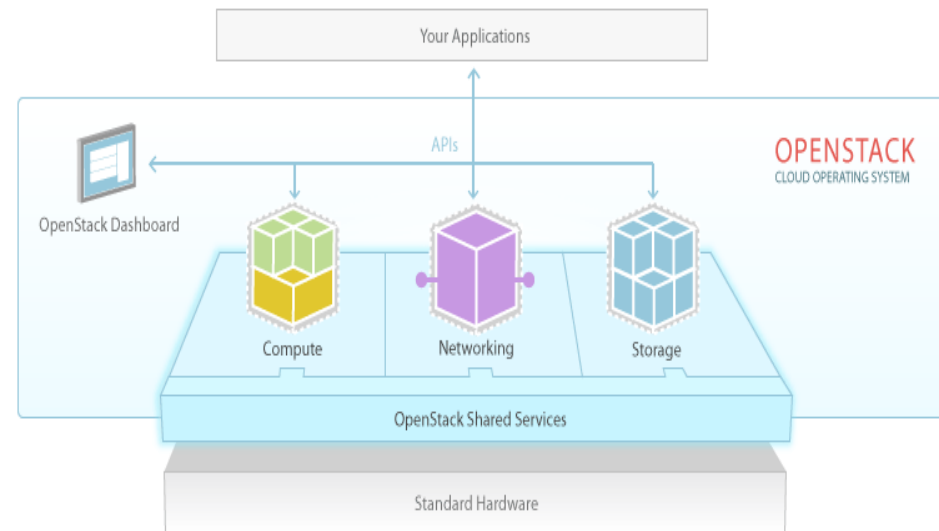 Your Applications
APIs
OPENSTACK
CLOUD OPERATING SYSTEM
OpenStack Dashboard
Compute
Networking
Storage
OpenStack Shared Services
Standard Hardware